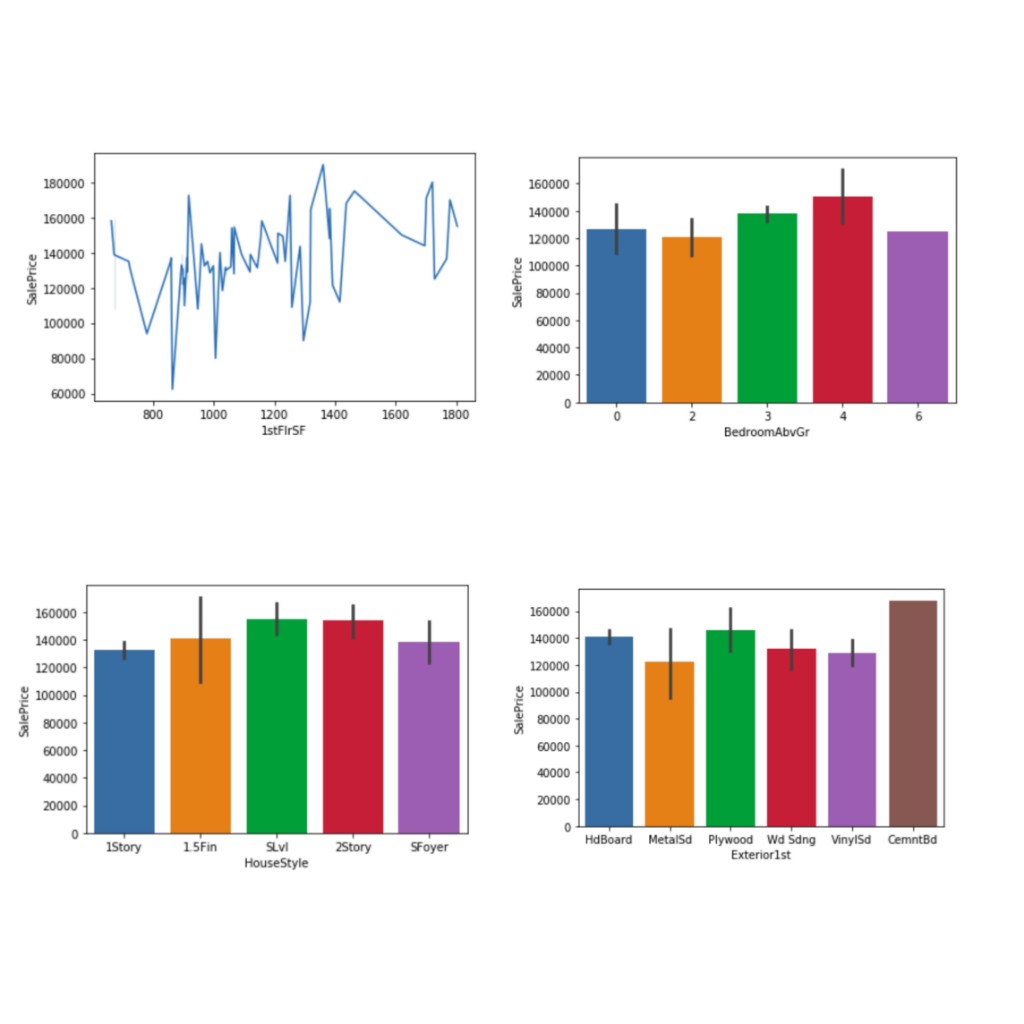 180000
160000
140000
120000
100000
80000
60000
SalePrice
800 1000 1200 1400 1600 1800
1stFlrSF
160000
140000
120000
100000
80000
60000
40000
20000
0
SalePrice
0 2 3 4 6
BedroomAbvGr
160000
140000
120000
100000
80000
60000
40000
20000
0
SalePrice
1Story 1.5Fin SLvl 2Story SFoyer
HouseStyle
160000
140000
120000
100000
80000
60000
40000
20000
0
SalePrice
HdBoard MetalSd Plywood Wd Sdng VinylSd CemntBd
Exterior1st